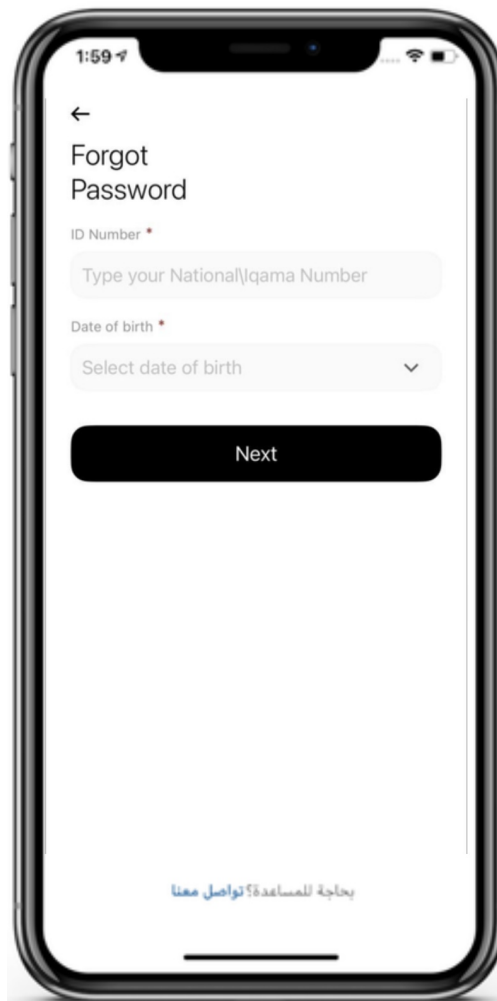 1:59
Forgot
Password
ID Number *
Type your National\Iqama Number
Date of birth *
Select date of birth
Next
بحاجة للمساعدة؟ تواصل معنا